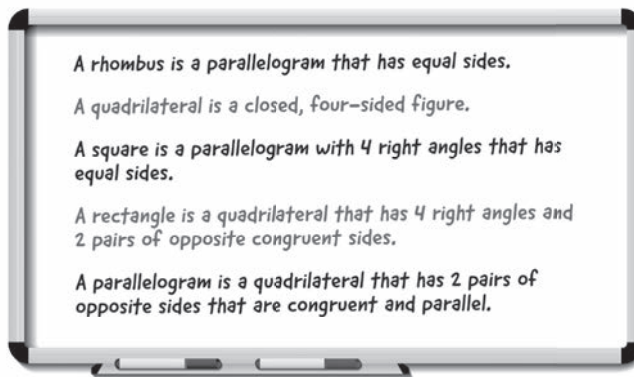 A rhombus is a parallelogram that has equal sides.
A quadrilateral is a closed, four-sided figure.
A square is a parallelogram with 4 right angles that has
equal sides.
A rectangle is a quadrilateral that has 4 right angles and
2 pairs of opposite congruent sides.
A parallelogram is a quadrilateral that has 2 pairs of
opposite sides that are congruent and parallel.